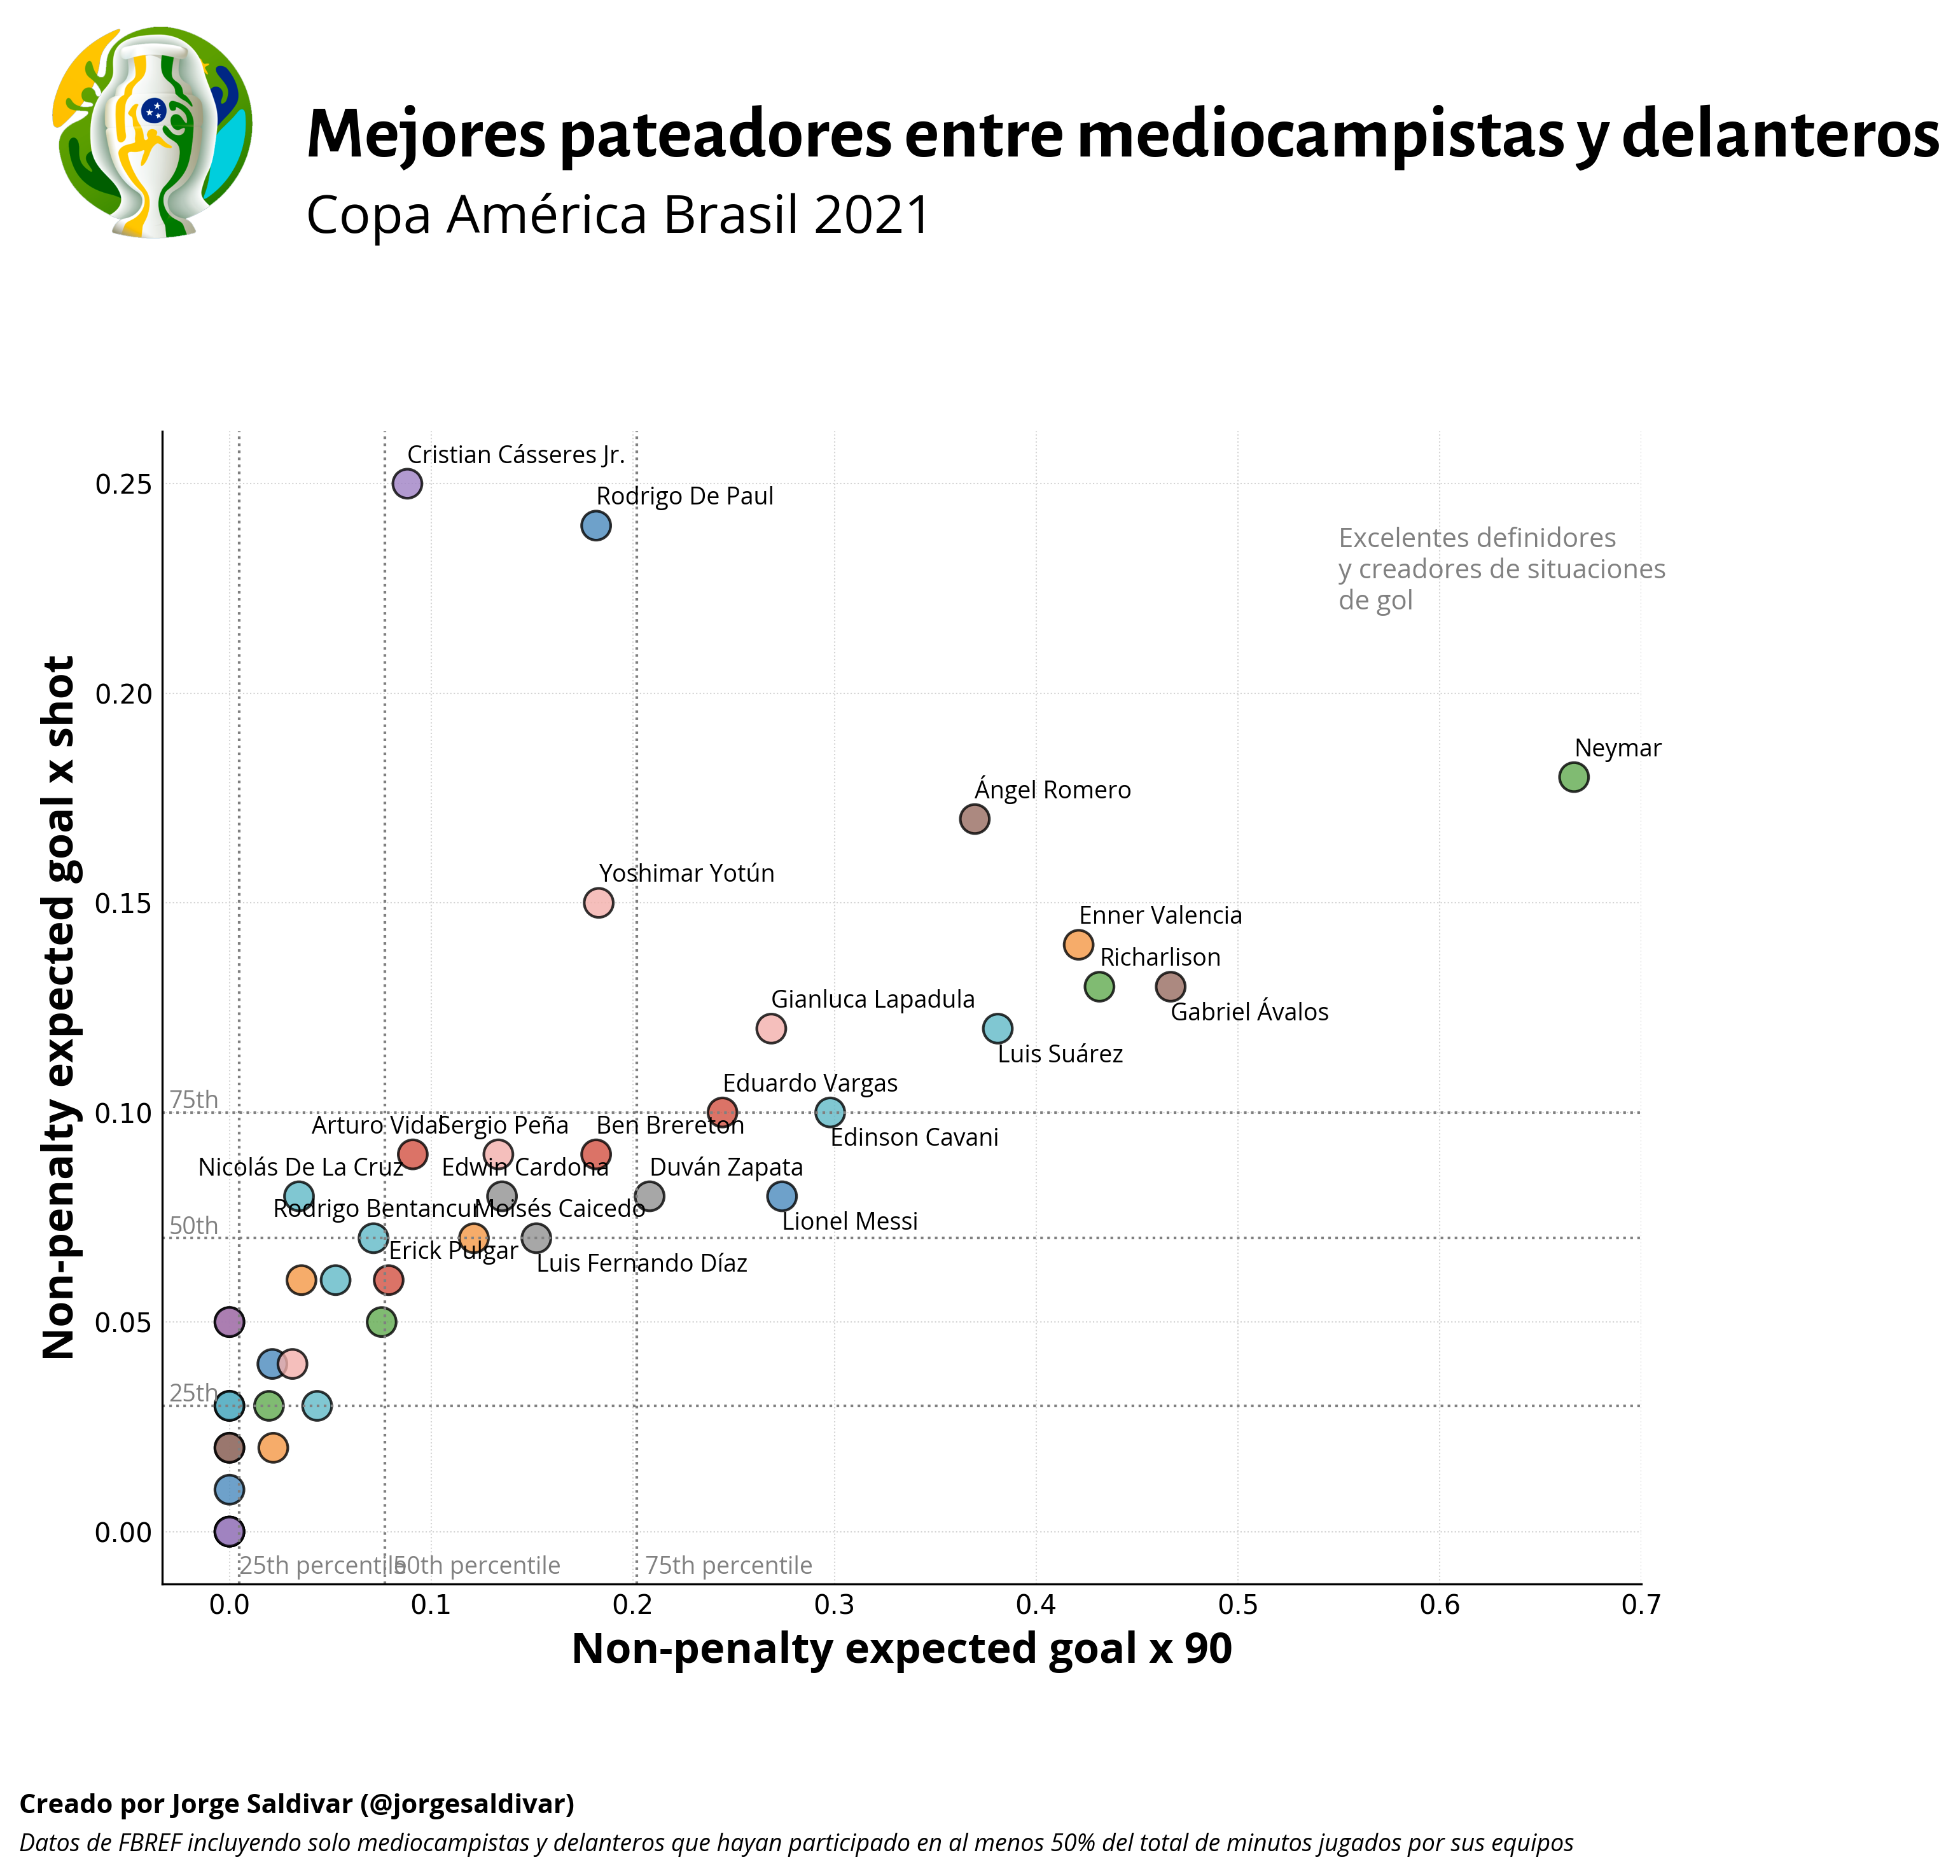 Mejores pateadores entre mediocampistas y delanteros
Copa América Brasil 2021
Cristian Cásseres Jr.
0.25
Rodrigo De Paul
Excelentes definidores
y creadores de situaciones
de gol
0.20
Neymar
Ángel Romero
Yoshimar Yotún
0.15
Enner Valencia
Richarlison
Gianluca Lapadula
Gabriel Ávalos
Luis Suárez
Eduardo Vargas
75th
0.10
Arturo Vidal
Sergio Peña
Ben Brereton
Edinson Cavani
Nicolás De La Cruz
Edwin Cardona
Duván Zapata
Rodrigo Bentancur
Moisés Caicedo
Lionel Messi
50th
Erick Pulgar
Luis Fernando Díaz
0.05
25th
0.00
25th percentile
50th percentile
75th percentile
0.0 0.1 0.2 0.3 0.4 0.5 0.6 0.7
Non-penalty expected goal x shot
Non-penalty expected goal x 90
Creado por Jorge Saldivar (@jorgesaldivar)
Datos de FBREF incluyendo solo mediocampistas y delanteros que hayan participado en al menos 50% del total de minutos jugados por sus equipos